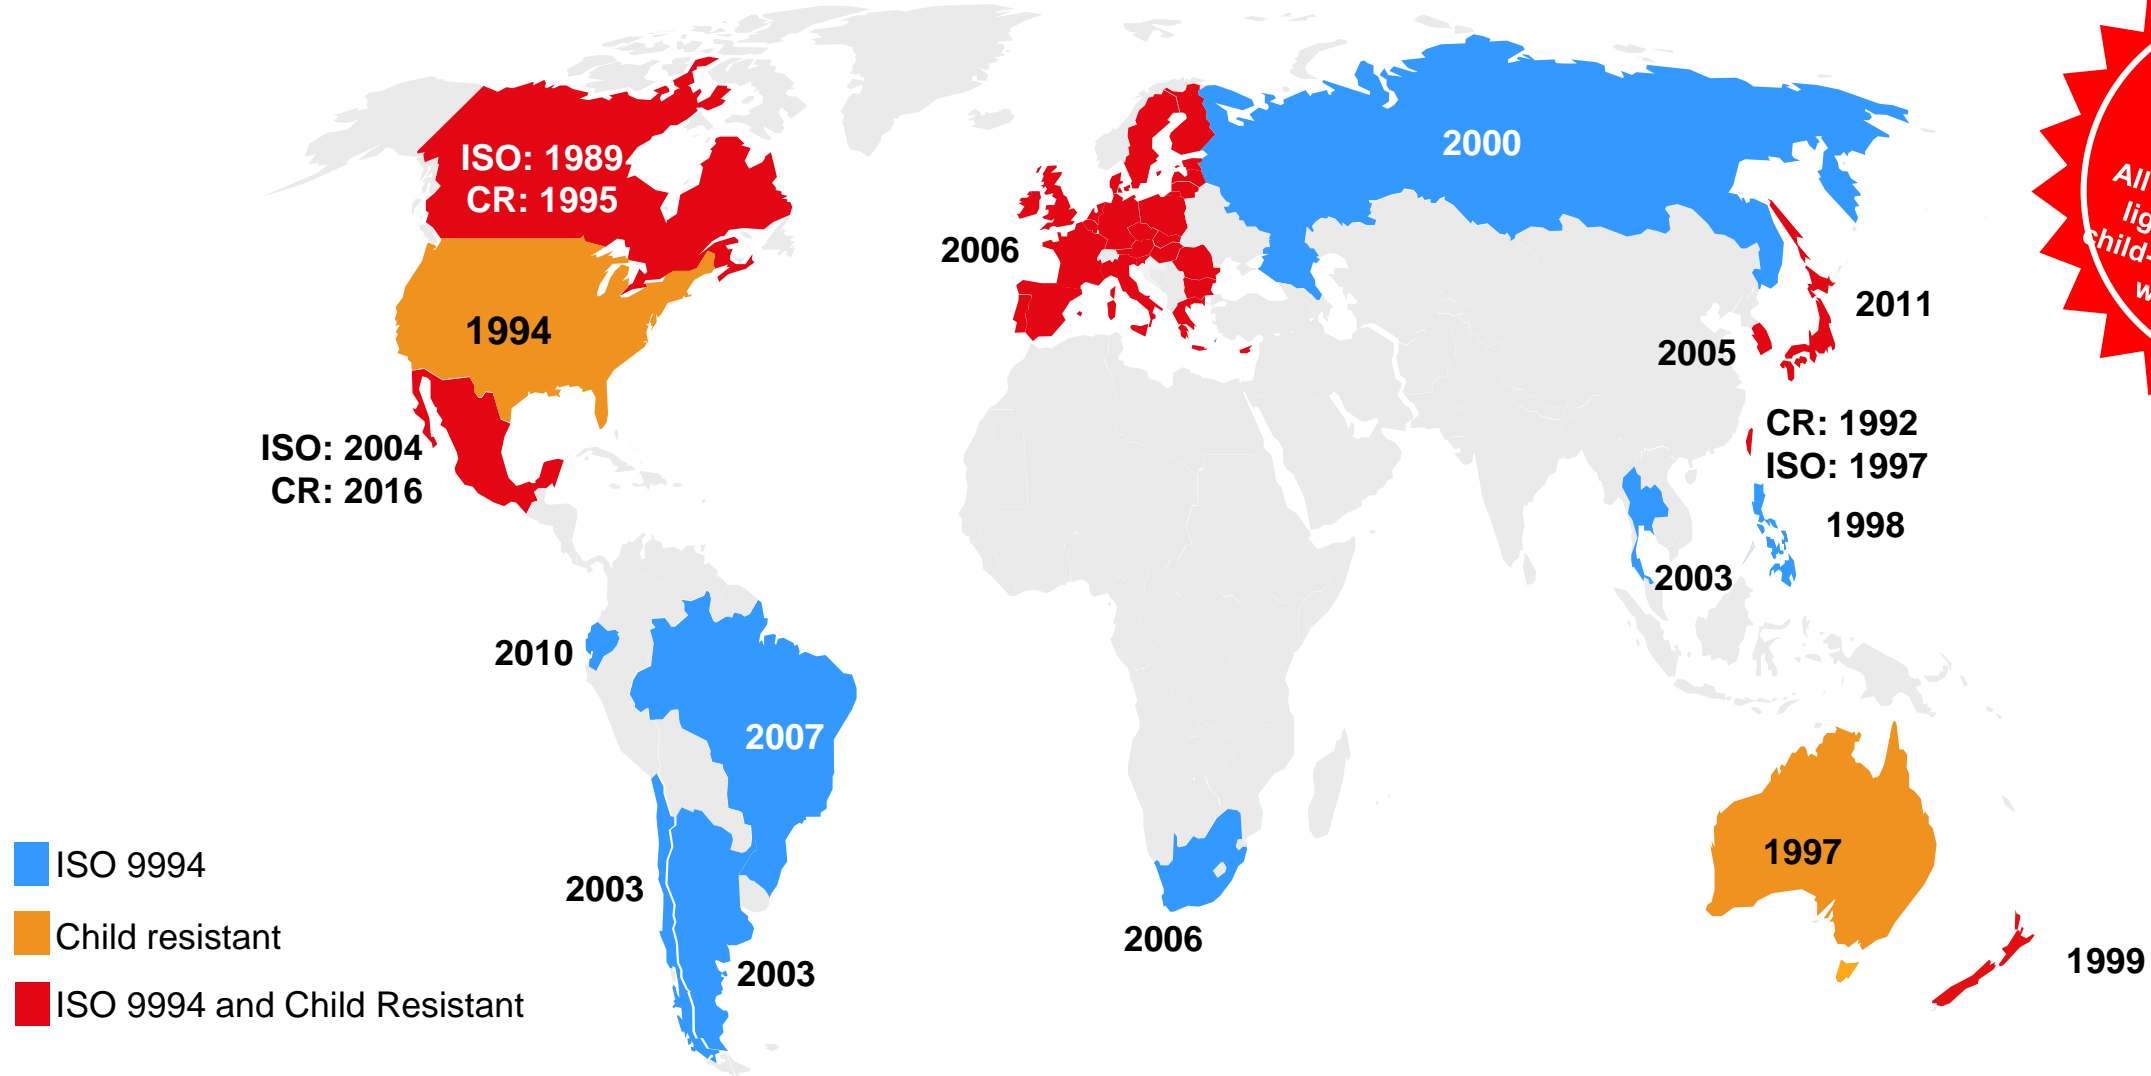 ISO: 1989
CR: 1995
2000
All
2006
1994
2011
2005
ISO: 2004
CR: 2016
CR: 1992
ISO: 1997
1998
2003
2010
2007
1997
2003
2006
2003
1999
ISO 9994
Child resistant
ISO 9994 and Child Resistant